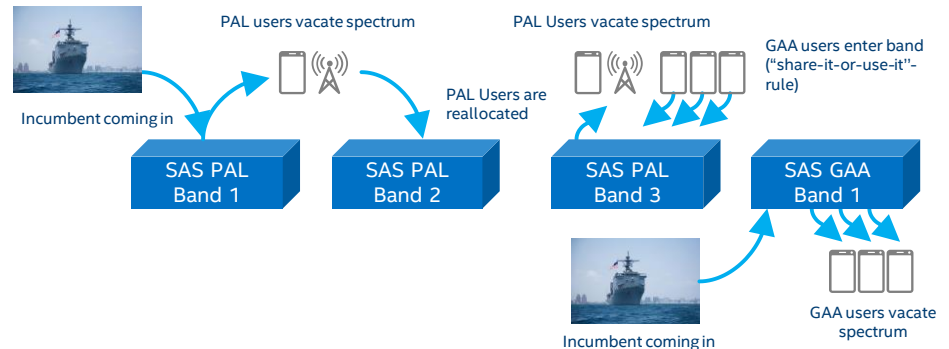 PAL users vacate spectrum
PAL Users vacate spectrum
GAA users enter band
(“share-it-or-use-it”-
rule)
Incumbent coming in
PAL Users are
reallocated
SAS PAL
Band 1
SAS PAL
Band 2
SAS PAL
Band 3
SAS GAA
Band 1
GAA users vacate
spectrum
Incumbent coming in